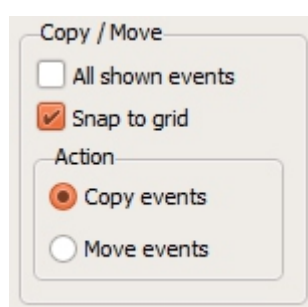 Copy / Move
All shown events
Snap to grid
Action
Copy events
Move events